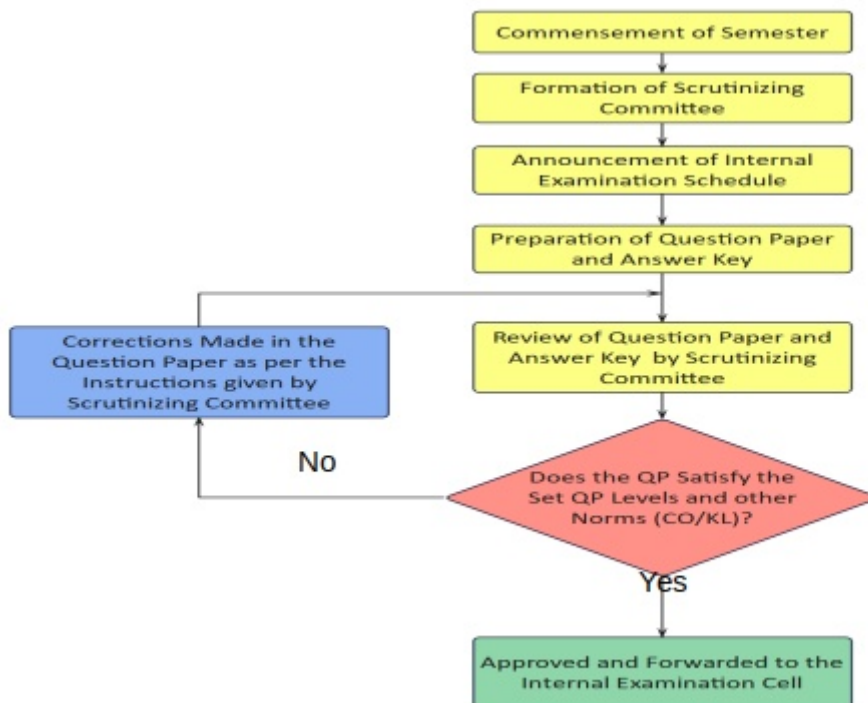 Commensement of Semester
Formation of Scrutinizing
Committee
Announcement of Internal
Examination Schedule
Preparation of Question Paper
and Answer Key
Corrections Made in the
Question Paper as per the
Instructions given by
Scrutinizing Committee
Review of Question Paper and
Answer Key by Scrutinizing
Committee
No
Does the QP Satisfy the
Set QP Levels and other
Norms (CO/KL)?
Yes
Approved and Forwarded to the
Internal Examination Cell